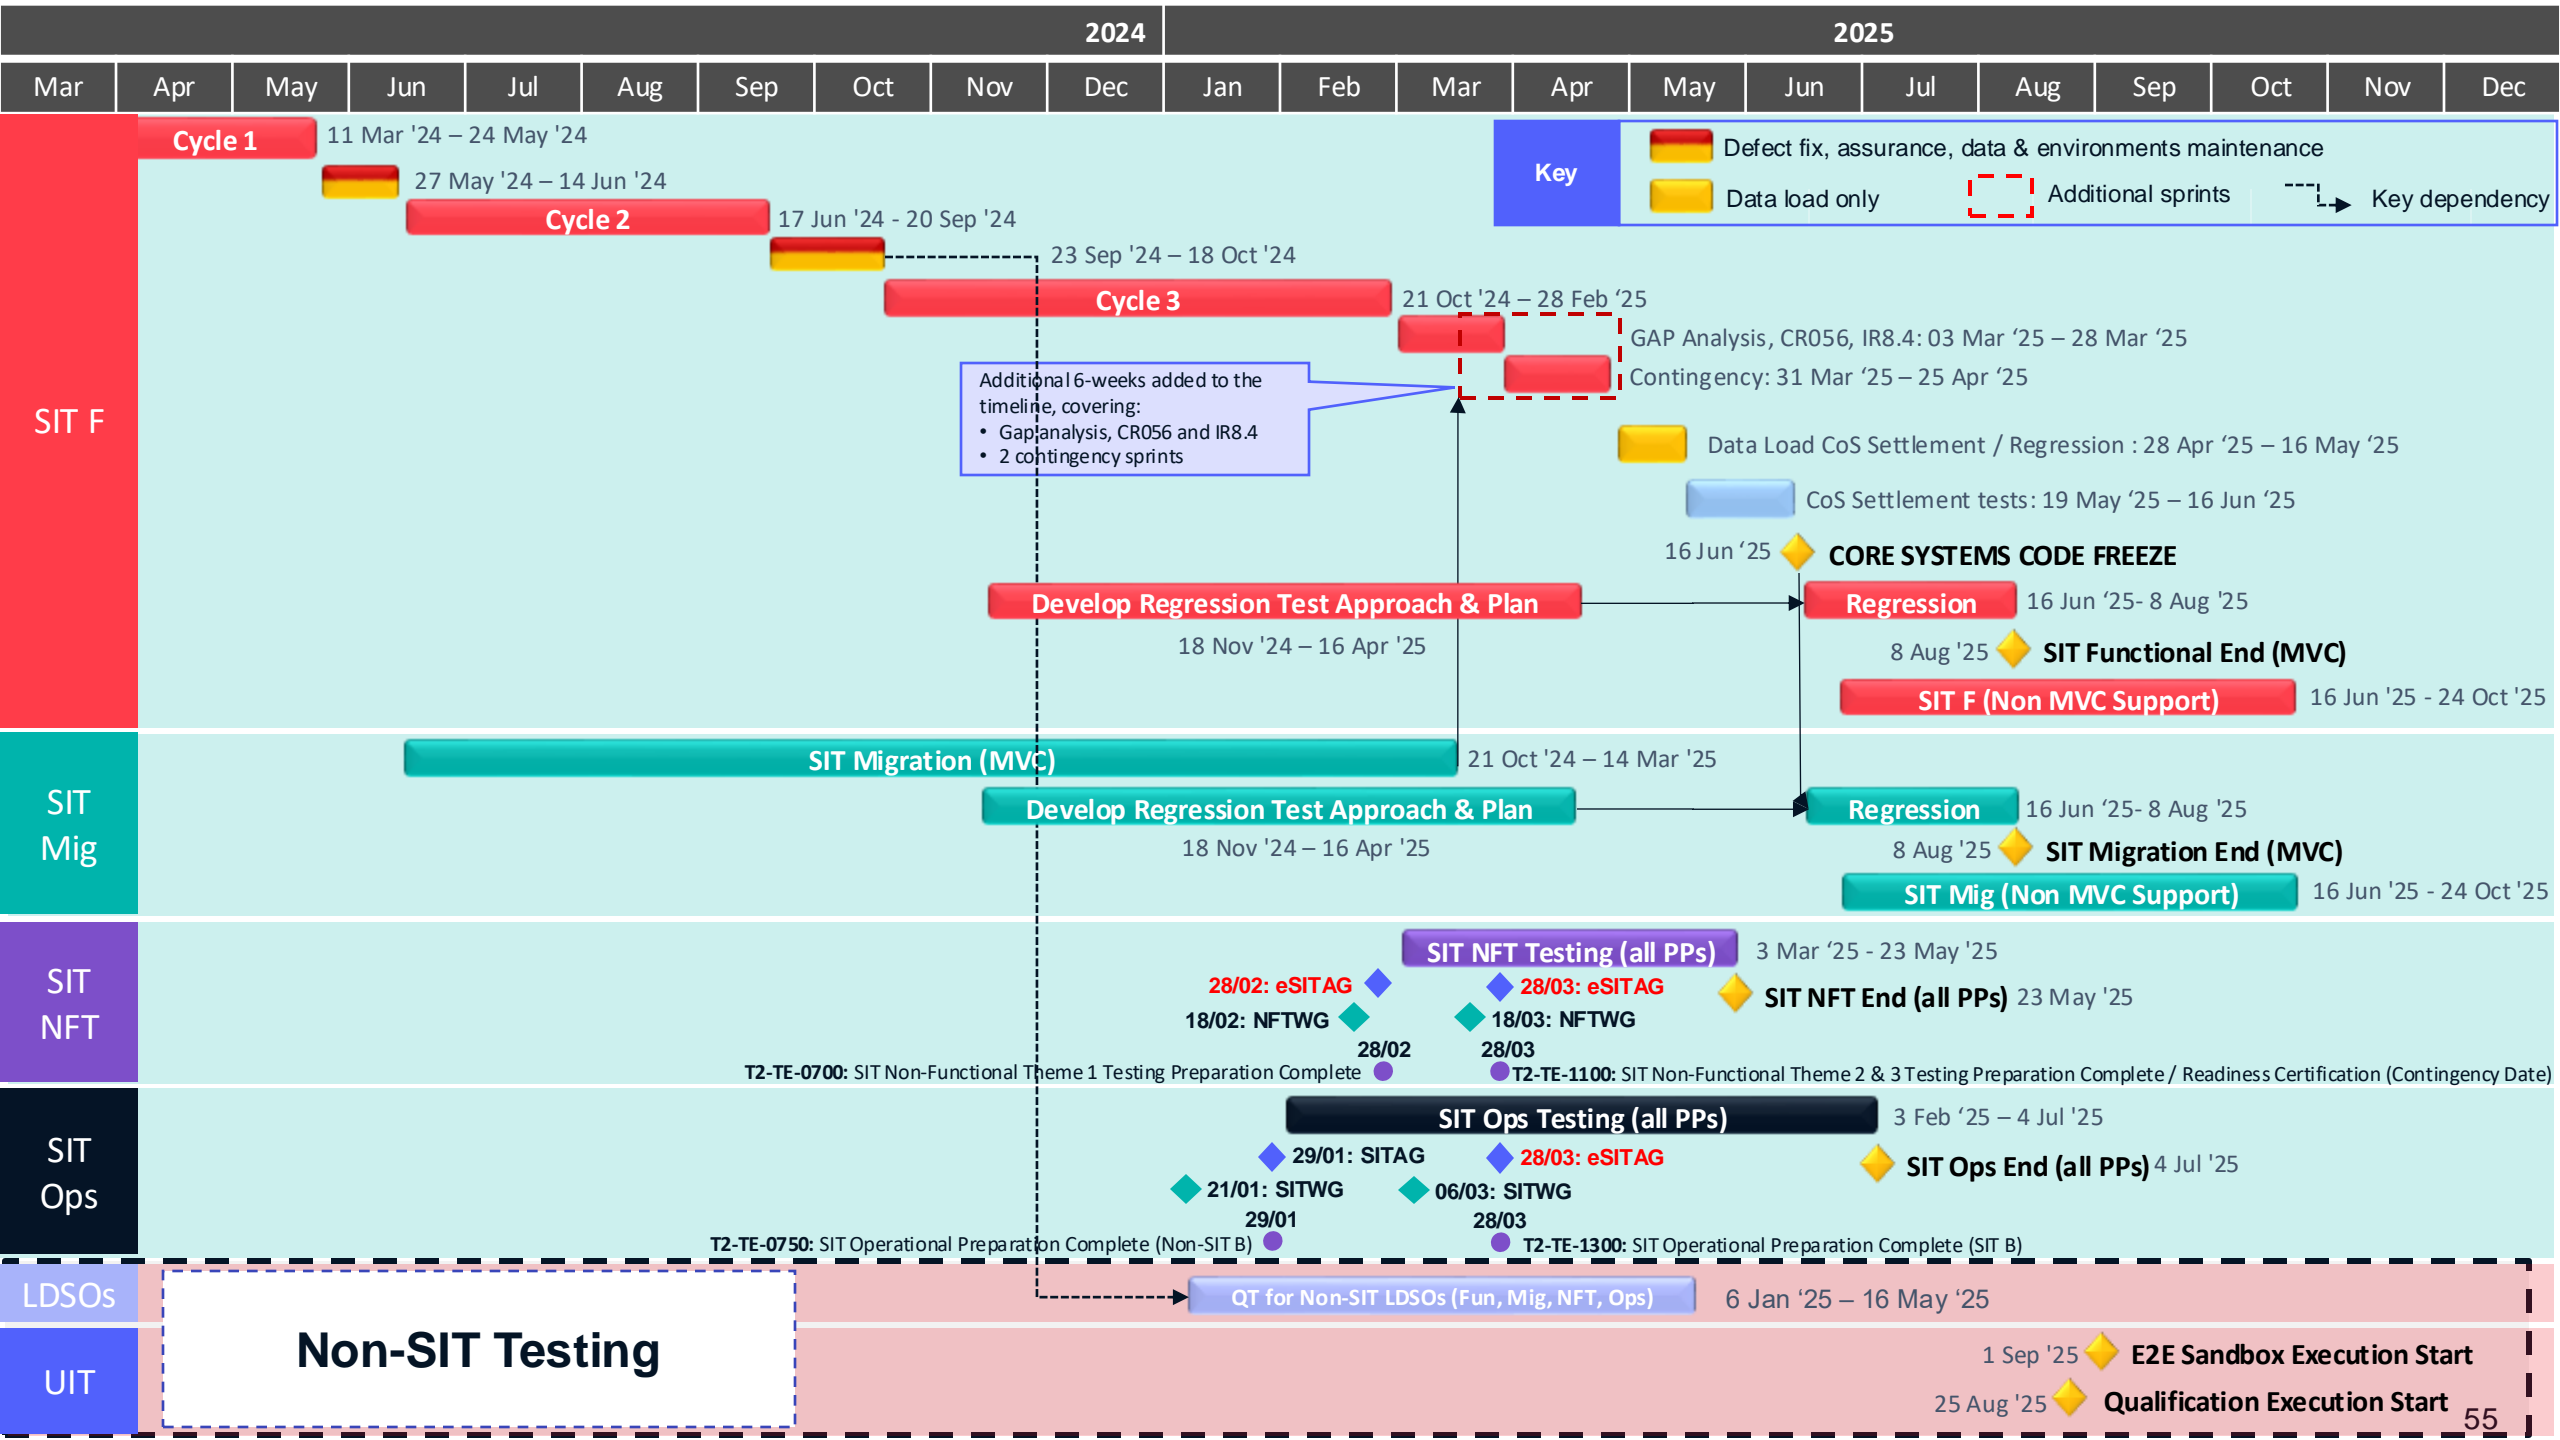 2024
2025
Mar Apr May Jun Jul Aug Sep Oct Nov Dec Jan Feb Mar Apr May Jun Jul Aug Sep Oct Nov Dec
Key
Defect fix, assurance, data & environments maintenance
Data load only
Additional sprints
Key dependency
SIT F
Cycle 1
11 Mar '24 – 24 May '24
27 May '24 – 14 Jun '24
Cycle 2
17 Jun '24 - 20 Sep '24
23 Sep '24 – 18 Oct '24
Cycle 3
21 Oct '24 – 28 Feb ‘25
GAP Analysis, CR056, IR8.4: 03 Mar ‘25 – 28 Mar ‘25
Contingency: 31 Mar ‘25 – 25 Apr ‘25
Additional 6-weeks added to the
timeline, covering:
• Gap analysis, CR056 and IR8.4
• 2 contingency sprints
Data Load CoS Settlement / Regression : 28 Apr ‘25 – 16 May ‘25
CoS Settlement tests: 19 May ‘25 – 16 Jun ‘25
16 Jun ‘25
CORE SYSTEMS CODE FREEZE
Develop Regression Test Approach & Plan
18 Nov '24 – 16 Apr '25
Regression
16 Jun ‘25- 8 Aug '25
8 Aug '25
SIT Functional End (MVC)
SIT F (Non MVC Support)
16 Jun '25 - 24 Oct '25
SIT
Mig
SIT Migration (MVC)
21 Oct '24 – 14 Mar '25
Develop Regression Test Approach & Plan
18 Nov '24 – 16 Apr '25
Regression
16 Jun ‘25- 8 Aug '25
8 Aug '25
SIT Migration End (MVC)
SIT Mig (Non MVC Support)
16 Jun '25 - 24 Oct '25
SIT
NFT
SIT NFT Testing (all PPs)
3 Mar ‘25 - 23 May '25
28/02: eSITAG
28/03: eSITAG
SIT NFT End (all PPs) 23 May '25
18/02: NFTWG
18/03: NFTWG
28/02
28/03
T2-TE-0700: SIT Non-Functional Theme 1 Testing Preparation Complete
T2-TE-1100: SIT Non-Functional Theme 2 & 3 Testing Preparation Complete / Readiness Certification (Contingency Date)
SIT
Ops
SIT Ops Testing (all PPs)
3 Feb ‘25 – 4 Jul '25
29/01: SITAG
28/03: eSITAG
SIT Ops End (all PPs) 4 Jul '25
21/01: SITWG
06/03: SITWG
29/01
28/03
T2-TE-0750: SIT Operational Preparation Complete (Non-SIT B)
T2-TE-1300: SIT Operational Preparation Complete (SIT B)
LDSOs
QT for Non-SIT LDSOs (Fun, Mig, NFT, Ops)
6 Jan ‘25 – 16 May ‘25
Non-SIT Testing
UIT
1 Sep '25
E2E Sandbox Execution Start
25 Aug '25
Qualification Execution Start
55